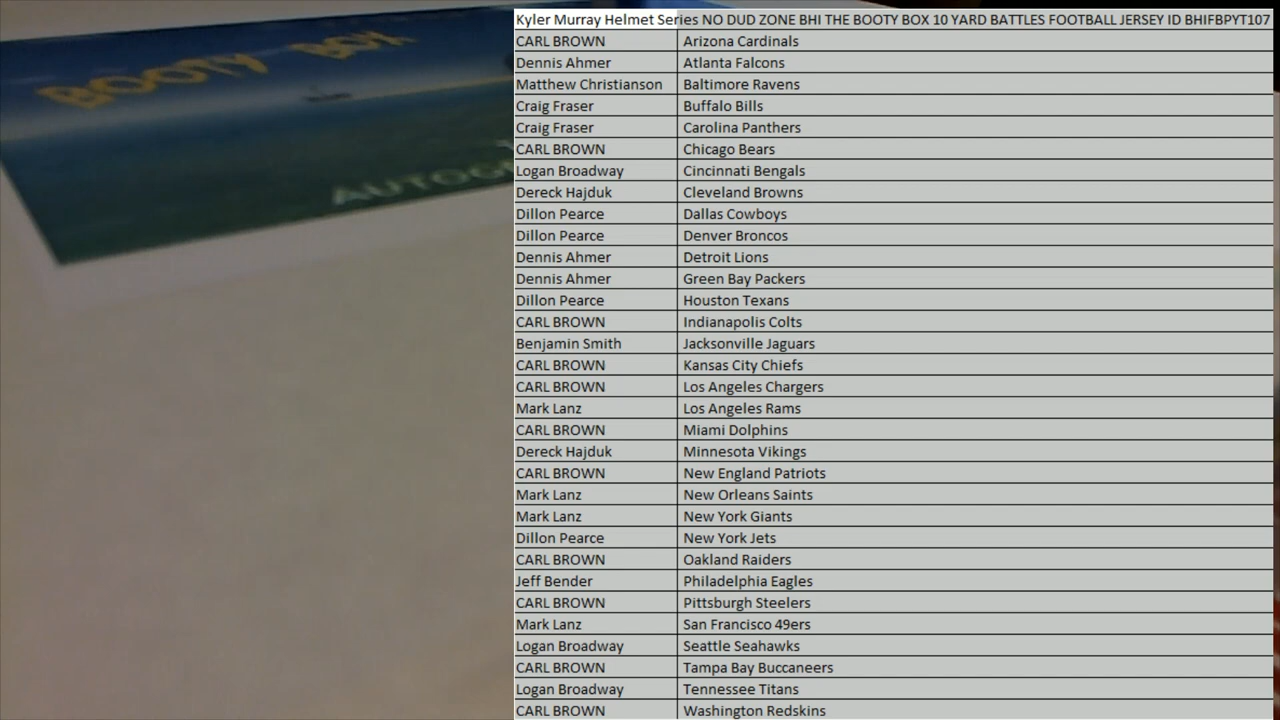 Kyler Murray Helmet Series NO DUD ZONE BHI THE BOOTY BOX 10 YARD BATTLES FOOTBALL JERSEY ID BHIFBPYT107
CARL BROWN Arizona Cardinals
Dennis Ahmer Atlanta Falcons
Matthew Christianson Baltimore Ravens
Craig Fraser Buffalo Bills
Craig Fraser Carolina Panthers
CARL BROWN Chicago Bears
Logan Broadway Cincinnati Bengals
Dereck Hajduk Cleveland Browns
Dillon Pearce Dallas Cowboys
Dillon Pearce Denver Broncos
Dennis Ahmer Detroit Lions
Dennis Ahmer Green Bay Packers
Dillon Pearce Houston Texans
CARL BROWN Indianapolis Colts
Benjamin Smith Jacksonville Jaguars
CARL BROWN Kansas City Chiefs
CARL BROWN Los Angeles Chargers
Mark Lanz Los Angeles Rams
CARL BROWN Miami Dolphins
Dereck Hajduk Minnesota Vikings
CARL BROWN New England Patriots
Mark Lanz New Orleans Saints
Mark Lanz New York Giants
Dillon Pearce New York Jets
CARL BROWN Oakland Raiders
Jeff Bender Philadelphia Eagles
CARL BROWN Pittsburgh Steelers
Mark Lanz San Francisco 49ers
Logan Broadway Seattle Seahawks
CARL BROWN Tampa Bay Buccaneers
Logan Broadway Tennessee Titans
CARL BROWN Washington Redskins
BOOTY BOX